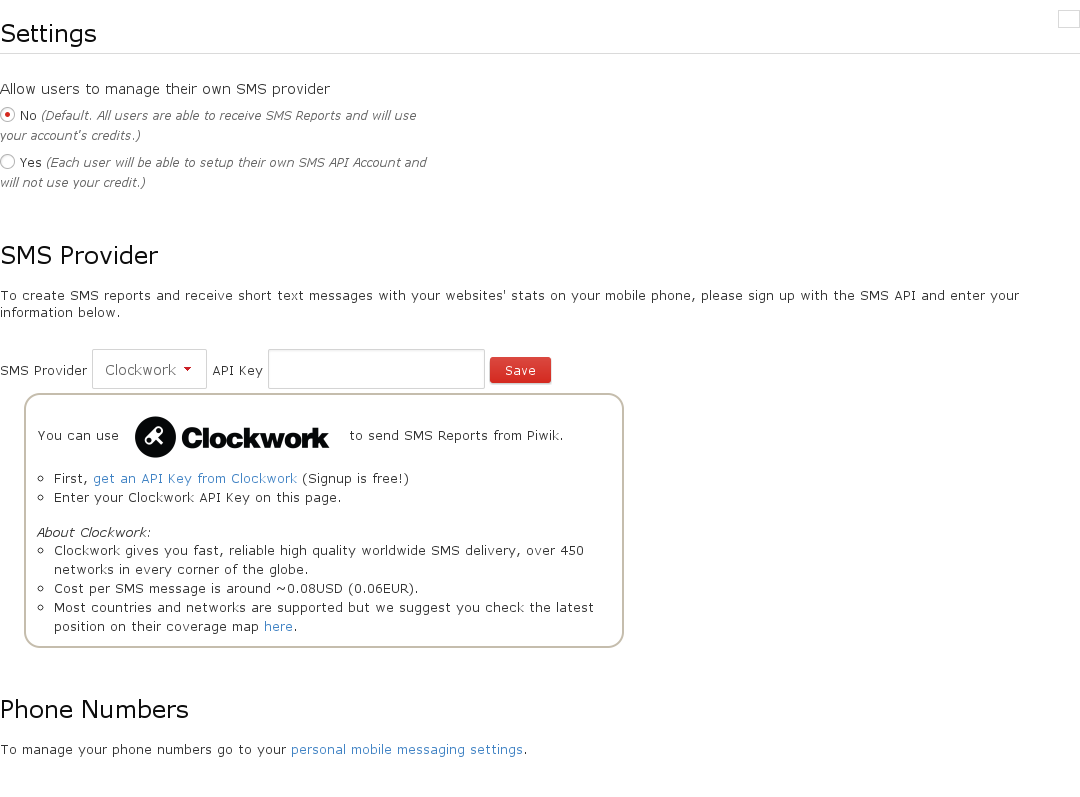 Settings
Allow users to manage their own SMS provider
No (Default. All users are able to receive SMS Reports and will use
your account's credits.)
Yes (Each user will be able to setup their own SMS API Account and
will not use your credit.)
SMS Provider
To create SMS reports and receive short text messages with your websites' stats on your mobile phone, please sign up with the SMS API and enter your
information below.
SMS Provider Clockwork API Key Save
You can use Clockwork to send SMS Reports from Piwik.
First, get an API Key from Clockwork (Signup is free!)
Enter your Clockwork API Key on this page.
About Clockwork:
Clockwork gives you fast, reliable high quality worldwide SMS delivery, over 450
networks in every corner of the globe.
Cost per SMS message is around ~0.08USD (0.06EUR).
Most countries and networks are supported but we suggest you check the latest
position on their coverage map here.
Phone Numbers
To manage your phone numbers go to your personal mobile messaging settings.